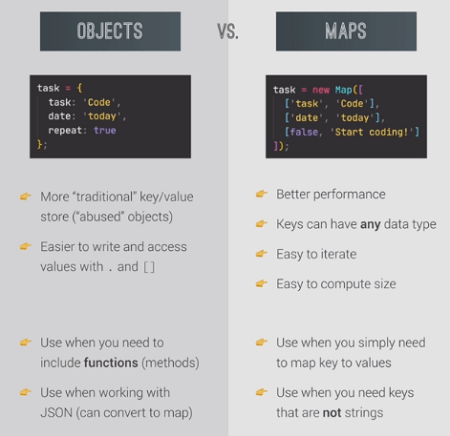 OBJECTS
VS.
MAPS
task = {
task: 'Code',
date: 'today',
repeat: true
};
task = new Map([
['task', 'Code'],
['date', 'today'],
[false, 'Start coding!']
]);
More “traditional” key/value
store (“abused” objects)
Easier to write and access
values with . and []
Better performance
Keys can have any data type
Easy to iterate
Easy to compute size
Use when you need to
include functions (methods)
Use when working with
JSON (can convert to map)
Use when you simply need
to map key to values
Use when you need keys
that are not strings